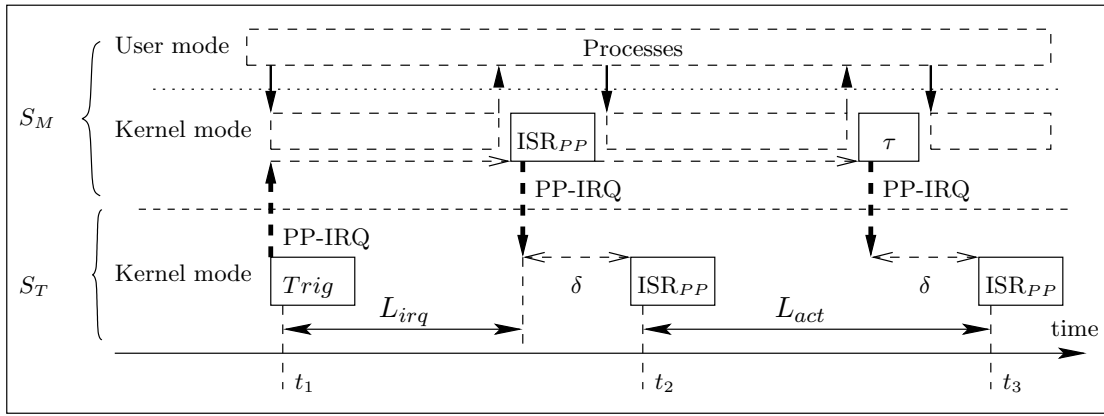 User mode
Processes
S_M
Kernel mode
ISR_PP
τ
PP-IRQ
PP-IRQ
PP-IRQ
S_T
Kernel mode
Trig
δ
ISR_PP
δ
ISR_PP
L_irq
L_act
time
t_1
t_2
t_3